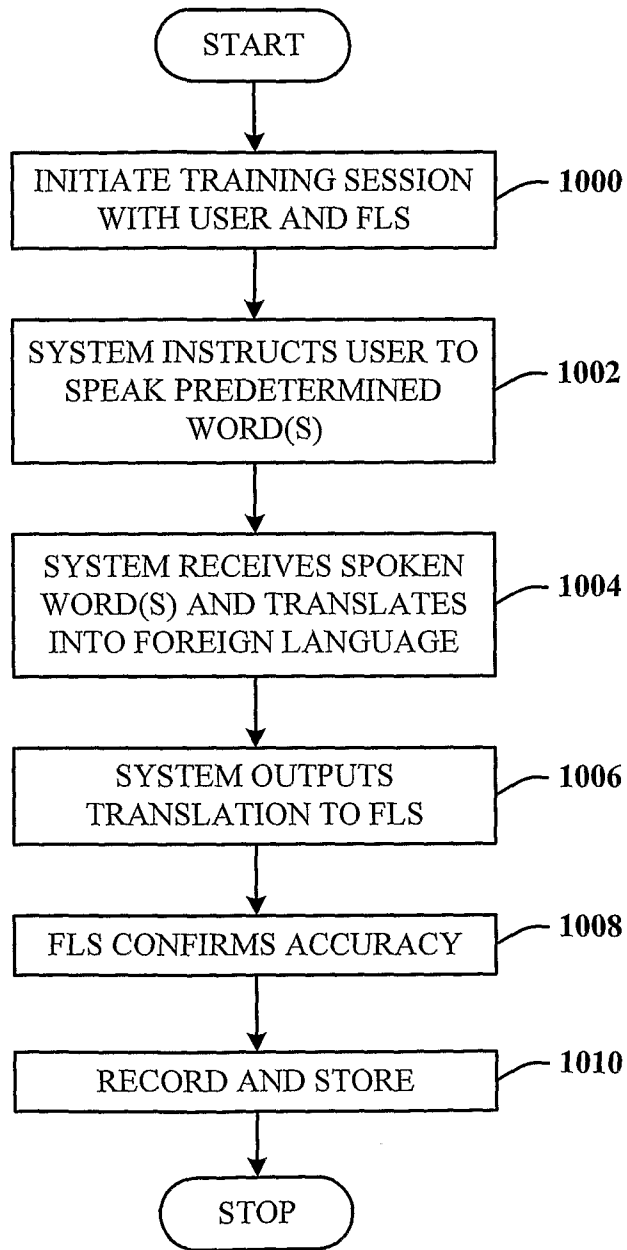 START
INITIATE TRAINING SESSION
WITH USER AND FLS
1000
SYSTEM INSTRUCTS USER TO
SPEAK PREDETERMINED
WORD(S)
1002
SYSTEM RECEIVES SPOKEN
WORD(S) AND TRANSLATES
INTO FOREIGN LANGUAGE
1004
SYSTEM OUTPUTS
TRANSLATION TO FLS
1006
FLS CONFIRMS ACCURACY
1008
RECORD AND STORE
1010
STOP